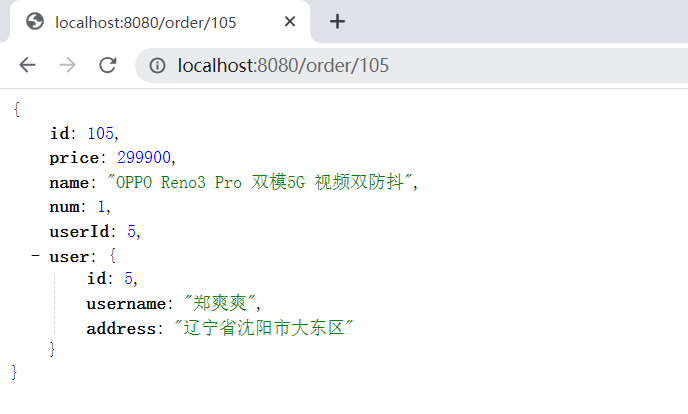 localhost:8080/order/105
localhost:8080/order/105
{
id: 105,
price: 299900,
name: "OPPO Reno3 Pro 双模5G 视频双防抖",
num: 1,
userId: 5,
- user: {
id: 5,
username: "郑爽爽",
address: "辽宁省沈阳市大东区"
}
}